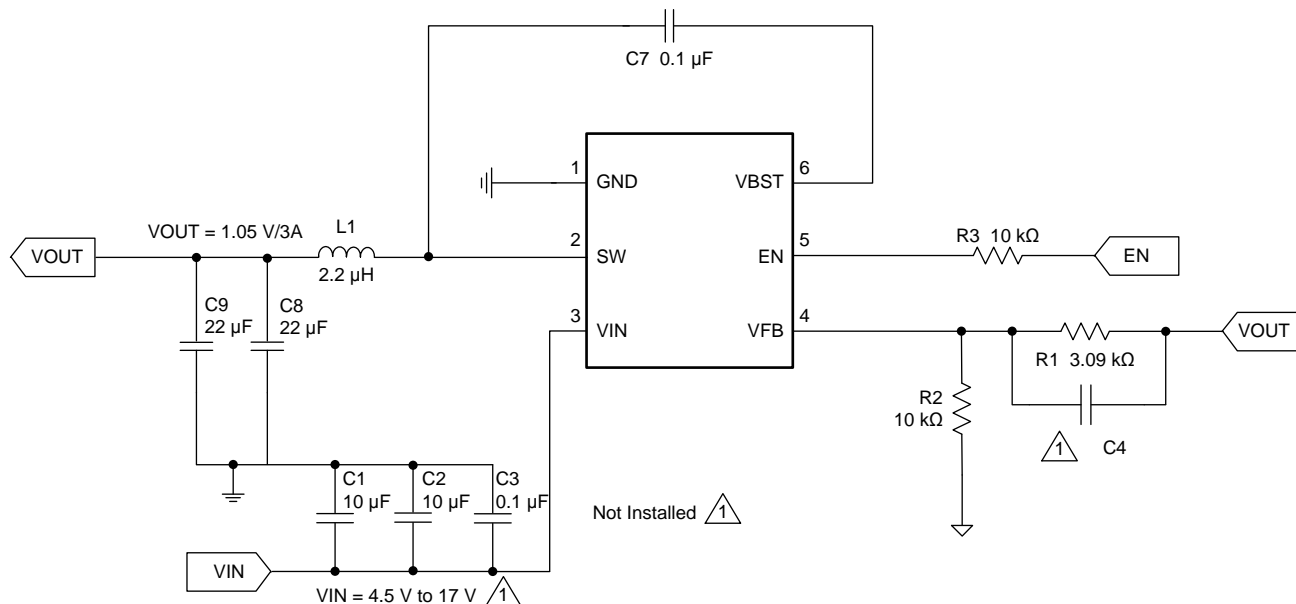 C7 0.1 µF
1
GND
VBST
6
VOUT = 1.05 V/3A
L1
VOUT
2.2 µH
2
SW
EN
5
R3 10 kΩ
EN
C9
22 µF
C8
22 µF
3
VIN
VFB
4
VOUT
R1 3.09 kΩ
R2
10 kΩ
1
C4
C1
10 µF
C2
10 µF
C3
0.1 µF
Not Installed 1
VIN
VIN = 4.5 V to 17 V 1